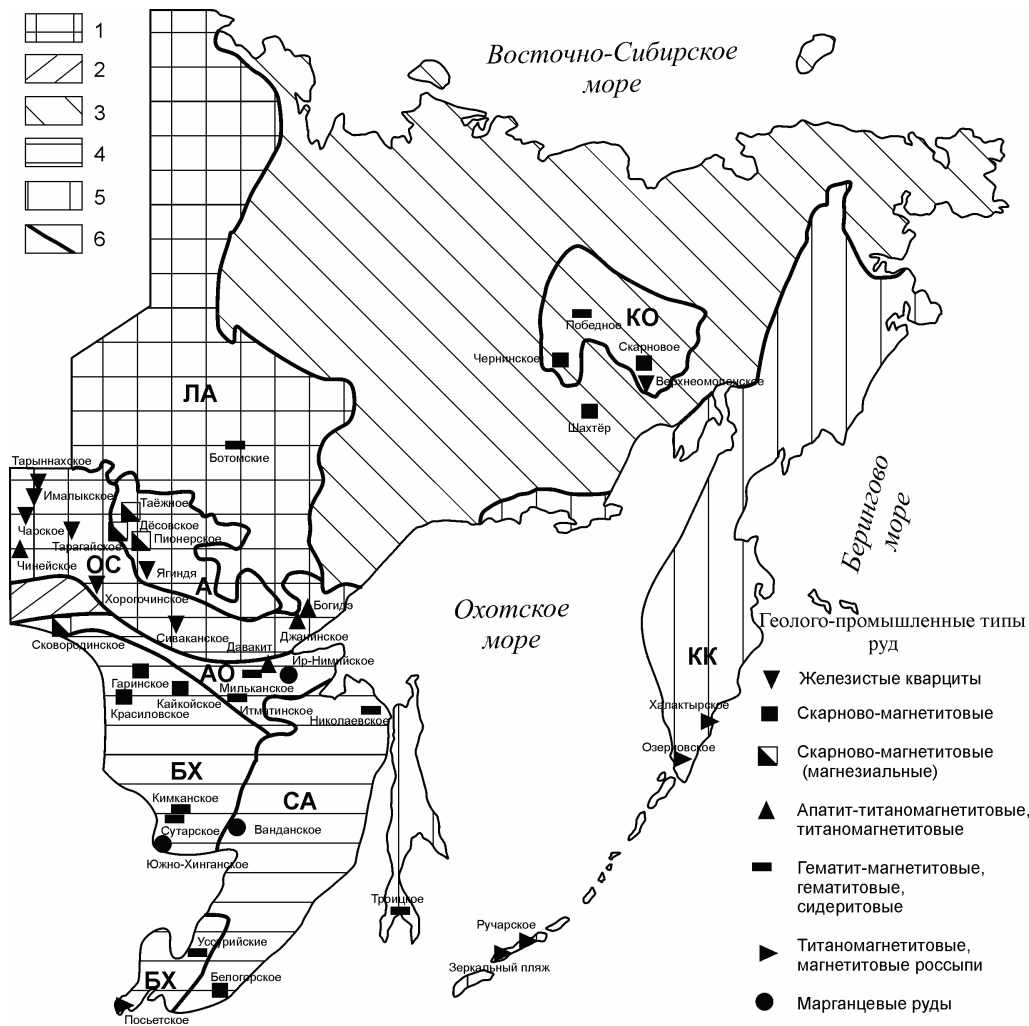 1
2
3
4
5
6
Восточно-Сибирское
море
КО
Победное
Скарновое
Чернинское
Верхнеомолонское
Шахтёр
ЛА
Ботомские
Тарыннахское
Имальıкское
Таёжное
Дёсовское
Пионерское
Чарское
Тарагайское
Чинейское
ОС
Ягиндя
А
Хорогочинское
Богидэ
Джанинское
Сиваканское
Сковородинское
Давакит
Ир-Нимийское
АО
Гаринское
Мильканское
Кайкойское
Красиловское
Итматинское
Николаевское
Охотское
море
Берингово
море
КК
Халактырское
Озерновское
БХ
СА
Кимканское
Сутарское
Ванданское
Южно-Хинганское
Троицкое
Ручарское
Зеркальный пляж
Уссурийские
БХ
Белогорское
Посьетское
Геолого-промышленные типы
руд
Железистые кварциты
Скарново-магнетитовые
Скарново-магнетитовые
(магнезиальные)
Апатит-титаномагнетитовые,
титаномагнетитовые
Гематит-магнетитовые,
гематитовые,
сидеритовые
Титаномагнетитовые,
магнетитовые россыпи
Марганцевые руды